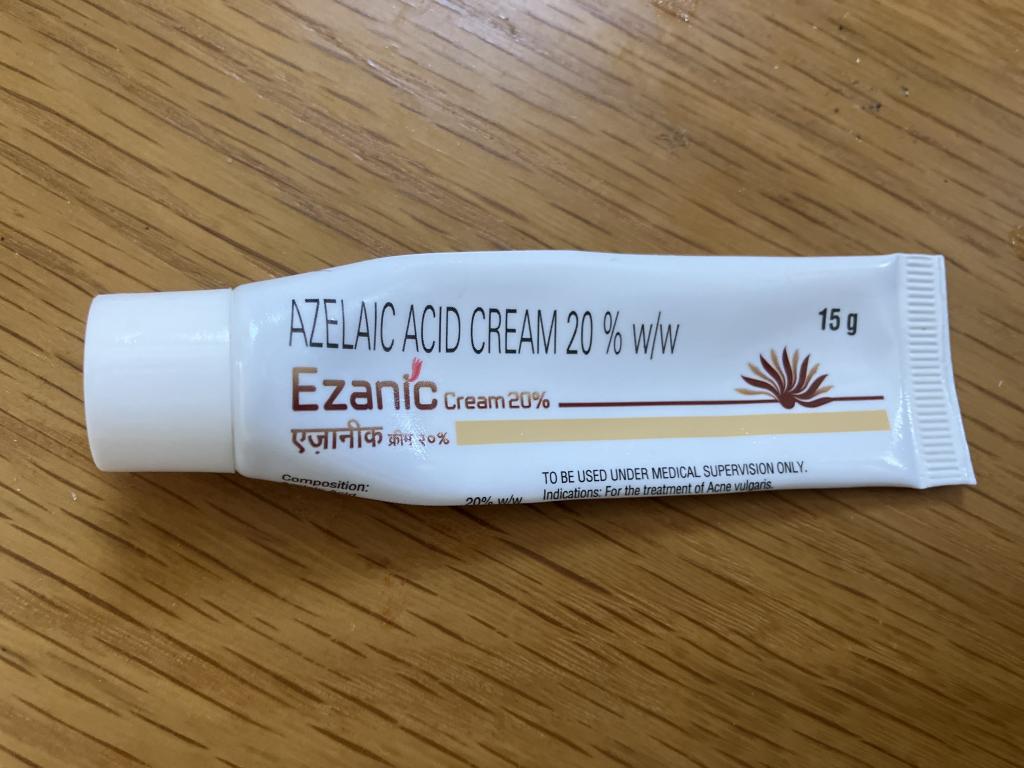 AZELAIC ACID CREAM 20 % w/w
15 g
Ezanic Cream 20%
एज़ानीक क्रीम २०%
Composition:
20% w/w
TO BE USED UNDER MEDICAL SUPERVISION ONLY.
Indications: For the treatment of Acne vulgaris.